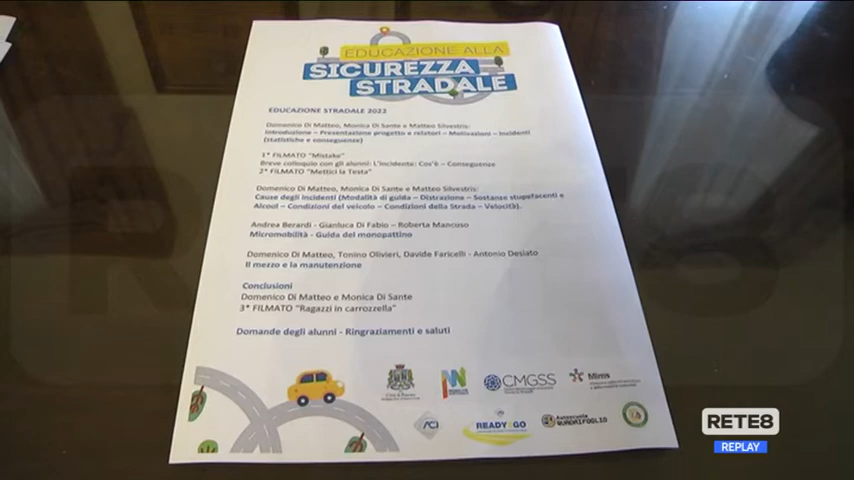 EDUCAZIONE ALLA
SICUREZZA
STRADALE
EDUCAZIONE STRADALE 2022
Domenico Di Matteo, Monica Di Sante e Matteo Silvestris:
Introduzione – Presentazione progetto e relatori – Motivazioni – Incidenti
(statistiche e conseguenze)
1° FILMATO "Mistake"
Breve colloquio con gli alunni: L'incidente: Cos'è – Conseguenze
2° FILMATO "Mettici la Testa"
Domenico Di Matteo, Monica Di Sante e Matteo Silvestris:
Cause degli Incidenti (Modalità di guida – Distrazione – Sostanze stupefacenti e
Alcool – Condizioni del veicolo – Condizioni della Strada – Velocità).
Andrea Berardi - Gianluca Di Fabio – Roberta Mancuso
Micromobilità - Guida del monopattino
Domenico Di Matteo, Tonino Olivieri, Davide Faricelli - Antonio Desiato
Il mezzo e la manutenzione
Conclusioni
Domenico Di Matteo e Monica Di Sante
3° FILMATO "Ragazzi in carrozzella"
Domande degli alunni - Ringraziamenti e saluti
CMGSS
Mims
ACI
READY2GO
Autoscuola
QUADRIFOGLIO
RETE8
REPLAY